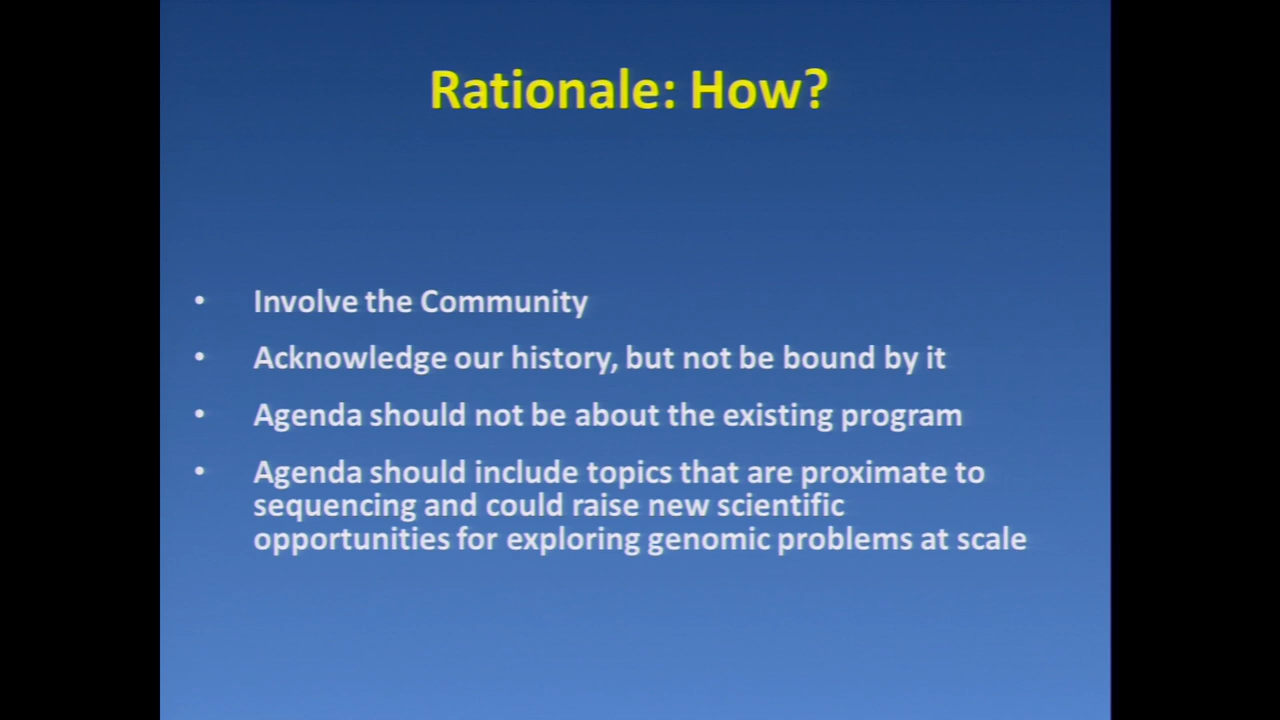 Rationale: How?
• Involve the Community
• Acknowledge our history, but not be bound by it
• Agenda should not be about the existing program
• Agenda should include topics that are proximate to
sequencing and could raise new scientific
opportunities for exploring genomic problems at scale